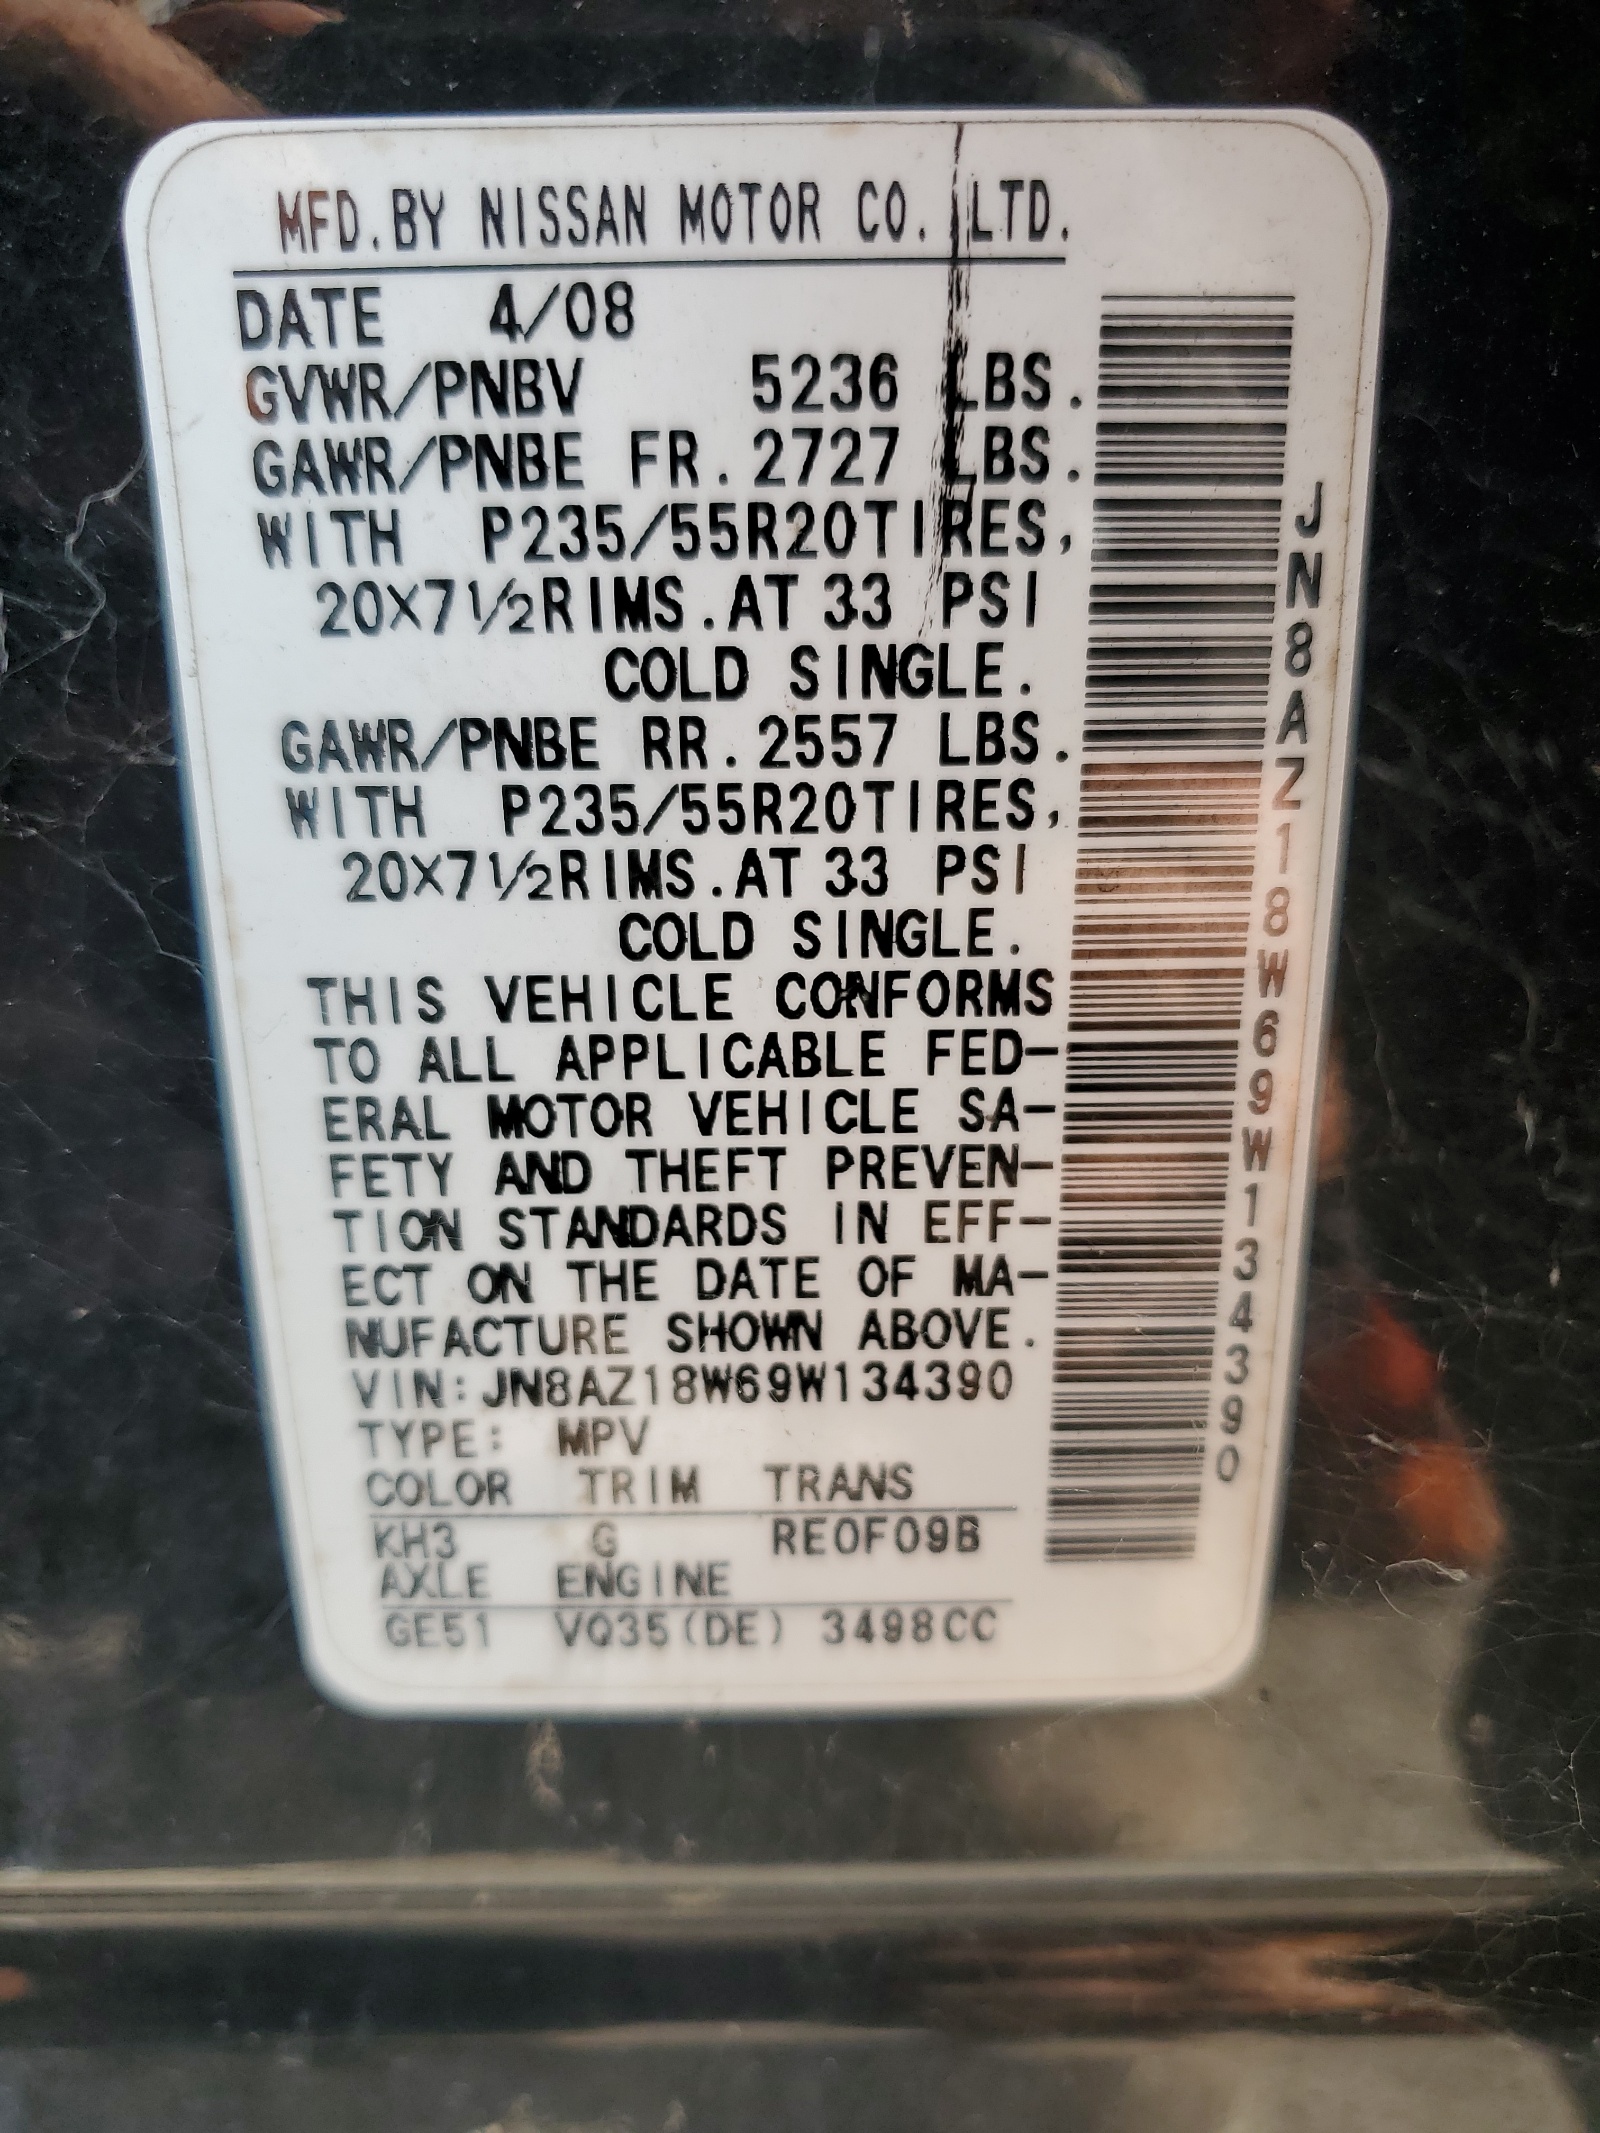 MFD.BY NISSAN MOTOR CO. LTD.
DATE 4/08
GVWR/PNBV 5236 LBS.
GAWR/PNBE FR.2727 LBS.
WITH P235/55R20TIRES,
20X7½RIMS.AT 33 PSI
COLD SINGLE.
GAWR/PNBE RR.2557 LBS.
WITH P235/55R20TIRES,
20X7½RIMS.AT 33 PSI
COLD SINGLE.
THIS VEHICLE CONFORMS
TO ALL APPLICABLE FED-
ERAL MOTOR VEHICLE SA-
FETY AND THEFT PREVEN-
TION STANDARDS IN EFF-
ECT ON THE DATE OF MA-
NUFACTURE SHOWN ABOVE.
VIN:JN8AZ18W69W134390
TYPE: MPV
COLOR TRIM TRANS
KH3 G RE0F09B
AXLE ENGINE
GE51 VQ35(DE) 3498CC
JN8AZ18W69W134390